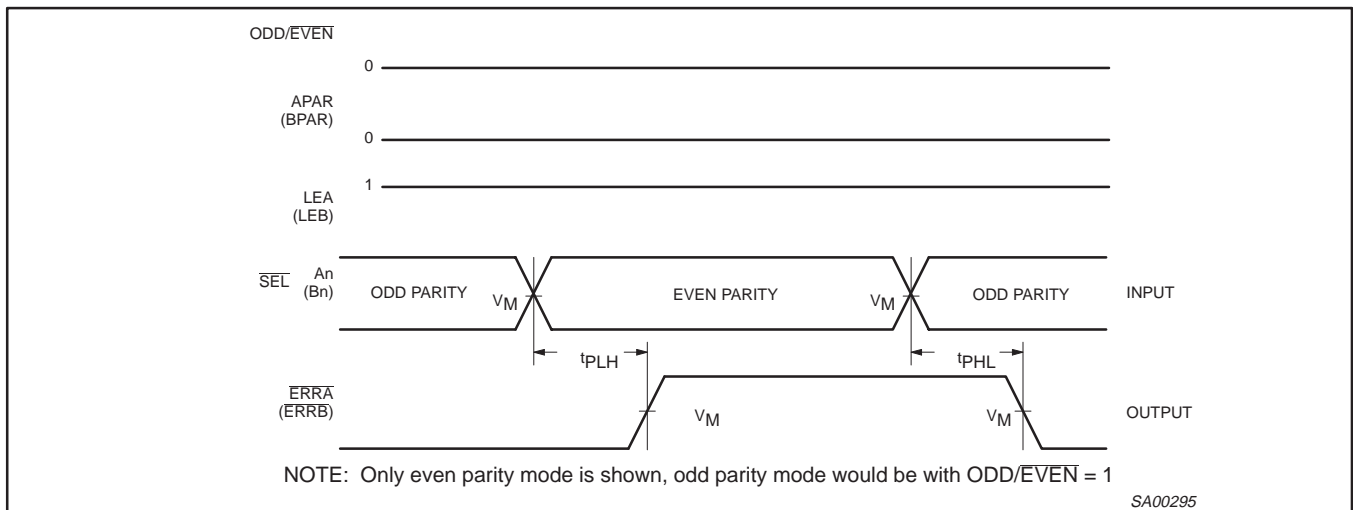 ODD/EVEN
0
APAR
(BPAR)
0
LEA
(LEB)
1
SEL An
(Bn)
ODD PARITY
VM
EVEN PARITY
VM
ODD PARITY
INPUT
tPLH
tPHL
ERRA
(ERRB)
VM
VM
OUTPUT
NOTE: Only even parity mode is shown, odd parity mode would be with ODD/EVEN = 1
SA00295